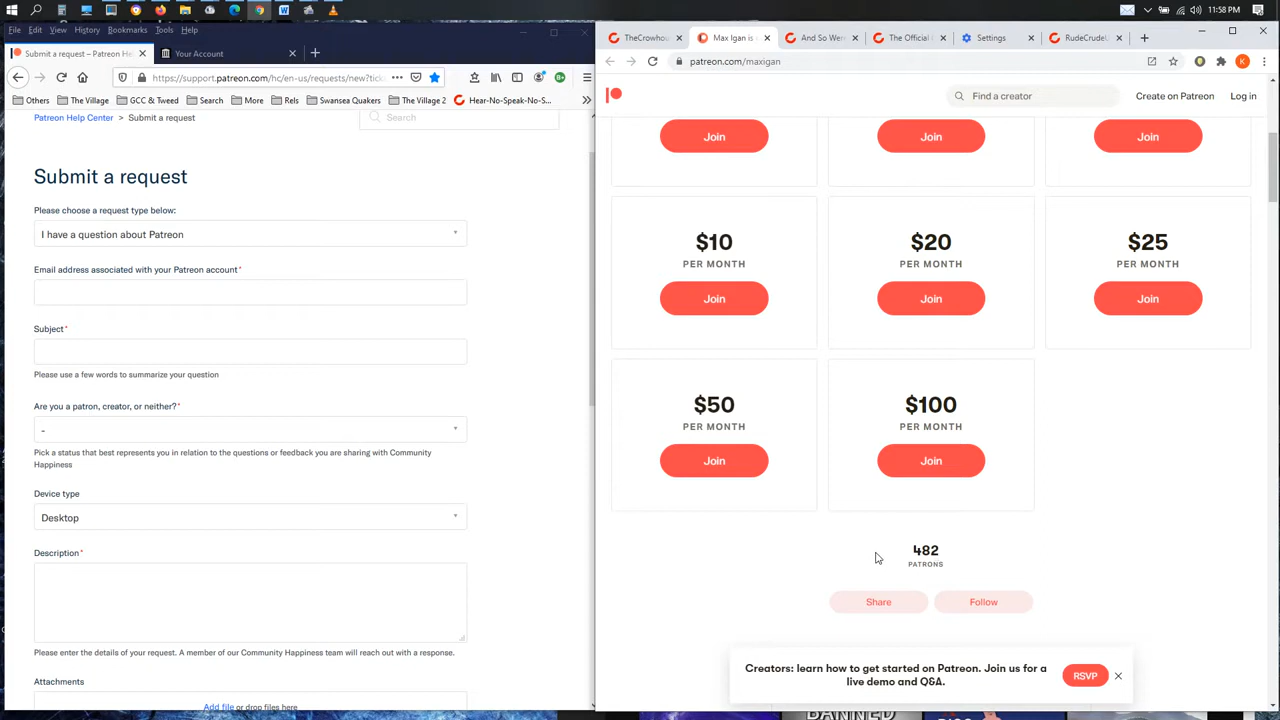 5:38 PM
File Edit View History Bookmarks Tools Help
Submit a request – Patreon He
Your Account
https://support.patreon.com/hc/en-us/requests/new?tick
Others
The Village
GCC & Tweed
Search
More
Rels
Swansea Quakers
The Village 2
Hear-No-Speak-No-S...
Patreon Help Center > Submit a request
Search
Submit a request
Please choose a request type below:
I have a question about Patreon
Email address associated with your Patreon account*
Subject*
Please use a few words to summarize your question
Are you a patron, creator, or neither?*
-
Pick a status that best represents you in relation to the questions or feedback you are sharing with Community
Happiness
Device type
Desktop
Description*
Please enter the details of your request. A member of our Community Happiness team will reach out with a response.
Attachments
Add file or drop files here
TheCrowhou
Max Igan is
And So Wem
The Official
Settings
RudeCrudeL
patreon.com/maxigan
K
Find a creator
Create on Patreon
Log in
Join
Join
Join
$10
PER MONTH
Join
$20
PER MONTH
Join
$25
PER MONTH
Join
$50
PER MONTH
Join
$100
PER MONTH
Join
482
PATRONS
Share
Follow
Creators: learn how to get started on Patreon. Join us for a
live demo and Q&A.
RSVP
BANNED